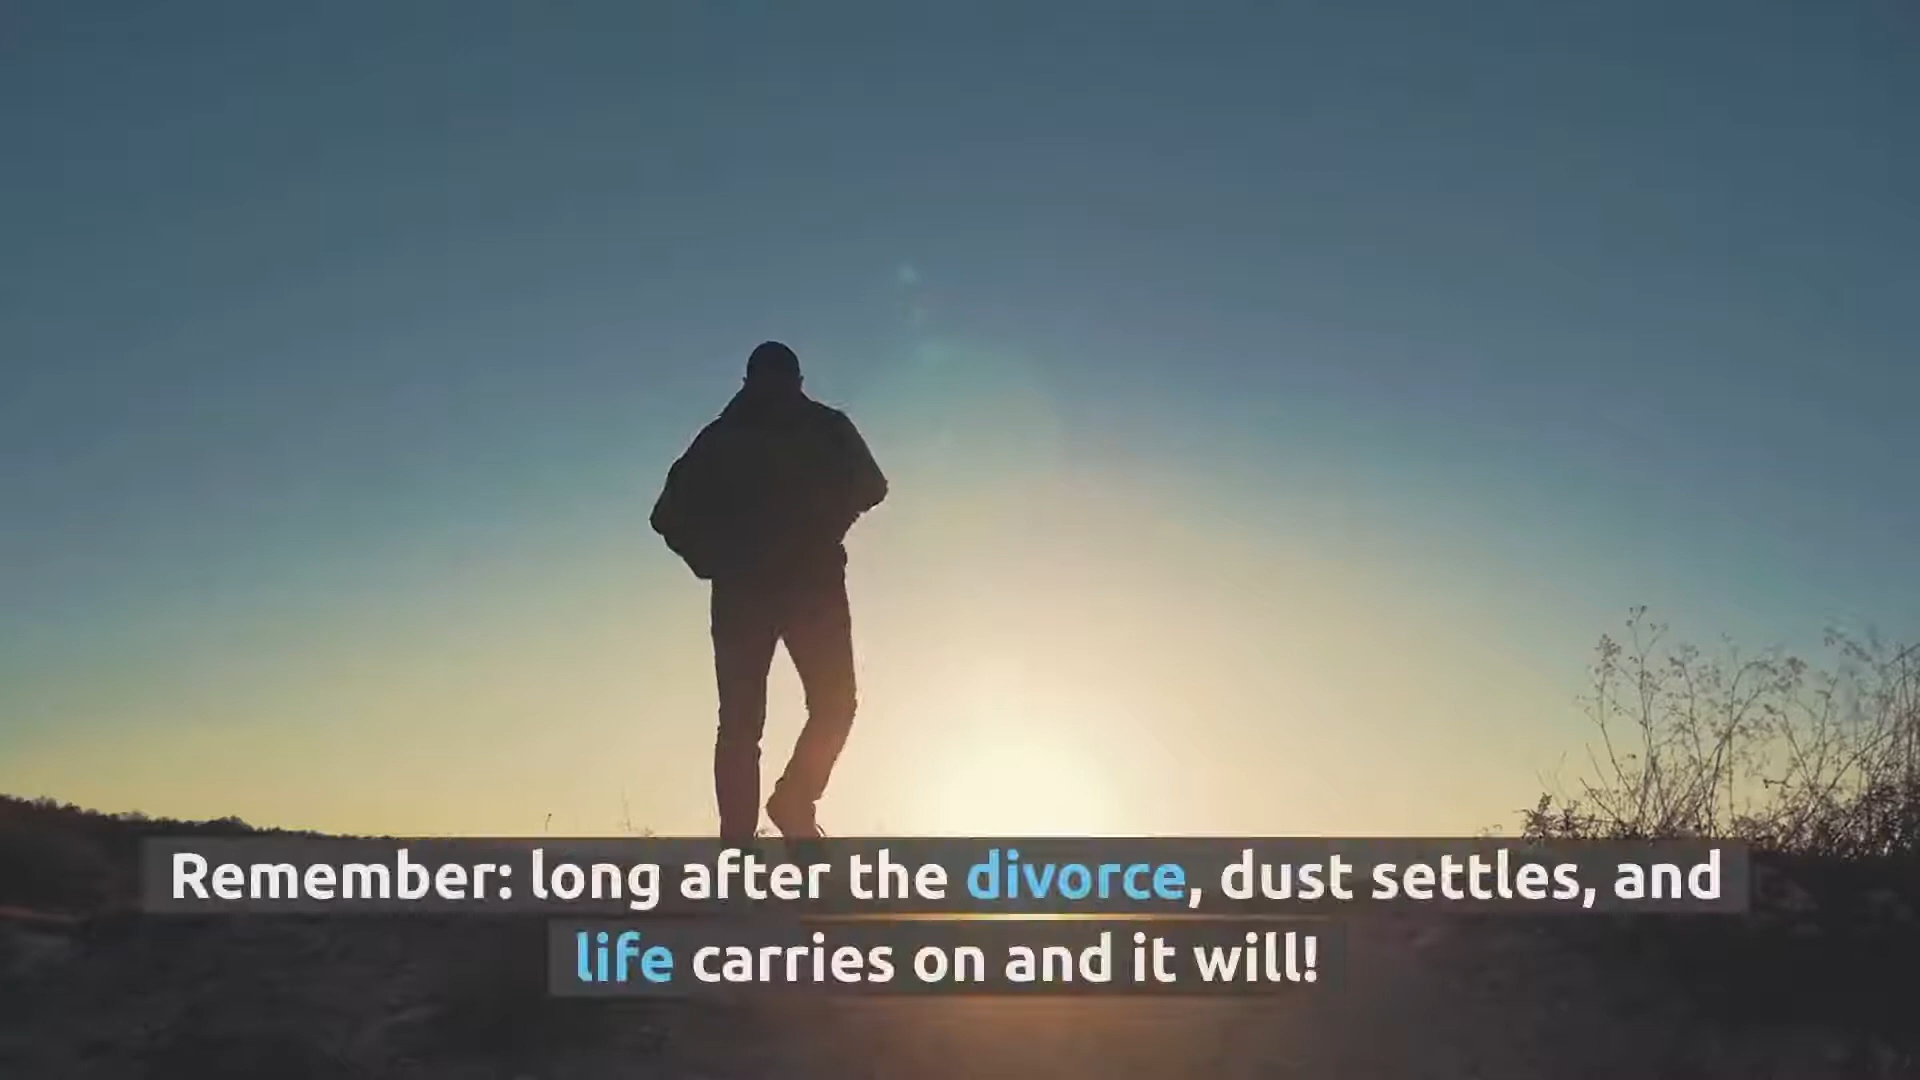 Remember: long after the divorce, dust settles, and
life carries on and it will!